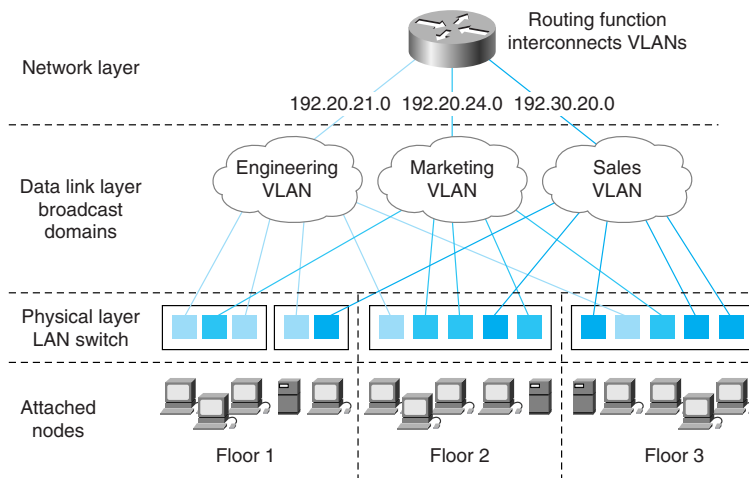 Routing function
interconnects VLANs
Network layer
192.20.21.0 192.20.24.0 192.30.20.0
Engineering
VLAN
Marketing
VLAN
Sales
VLAN
Data link layer
broadcast
domains
Physical layer
LAN switch
Attached
nodes
Floor 1
Floor 2
Floor 3